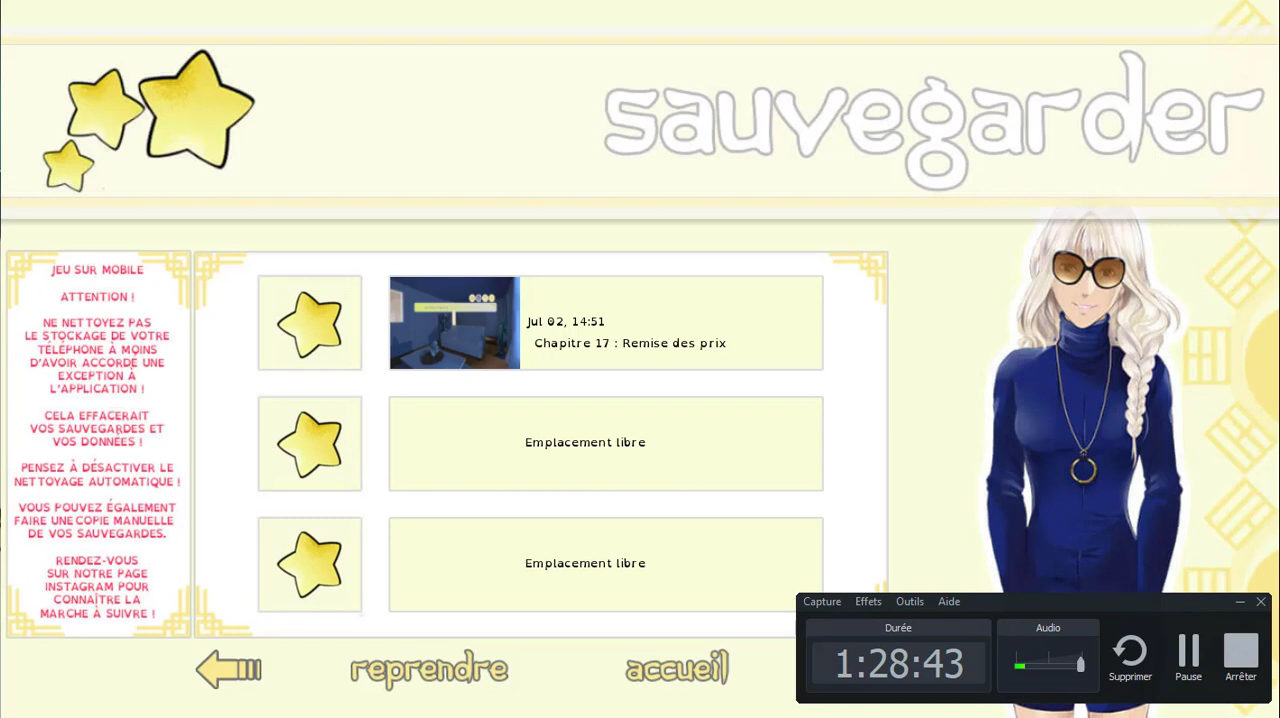 sauvegarder
JEU SUR MOBILE
ATTENTION !
NE NETTOYEZ PAS
LE STOCKAGE DE VOTRE
TÉLÉPHONE À MOINS
D'AVOIR ACCORDÉ UNE
EXCEPTION À
L'APPLICATION !
CELA EFFACERAIT
VOS SAUVEGARDES ET
VOS DONNÉES !
PENSEZ À DÉSACTIVER LE
NETTOYAGE AUTOMATIQUE !
VOUS POUVEZ ÉGALEMENT
FAIRE UNE COPIE MANUELLE
DE VOS SAUVEGARDES.
RENDEZ-VOUS
SUR NOTRE PAGE
INSTAGRAM POUR
CONNAÎTRE LA
MARCHE À SUIVRE !
Jul 02, 14:51
Chapitre 17 : Remise des prix
Emplacement libre
Emplacement libre
reprendre
accueil
Capture Effets Outils Aide
Durée
Audio
1:28:43
Supprimer
Pause
Arrêter